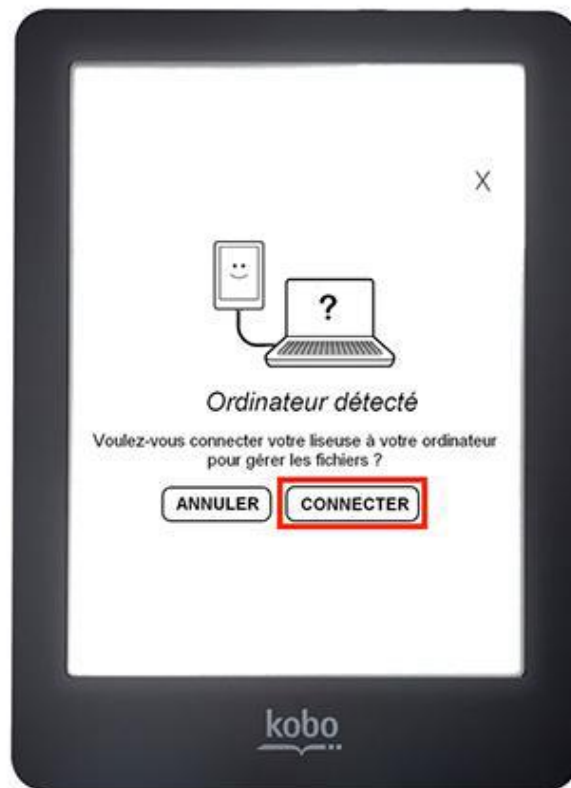 X
?
Ordinateur détecté
Voulez-vous connecter votre liseuse à votre ordinateur
pour gérer les fichiers ?
ANNULER CONNECTER
kobo